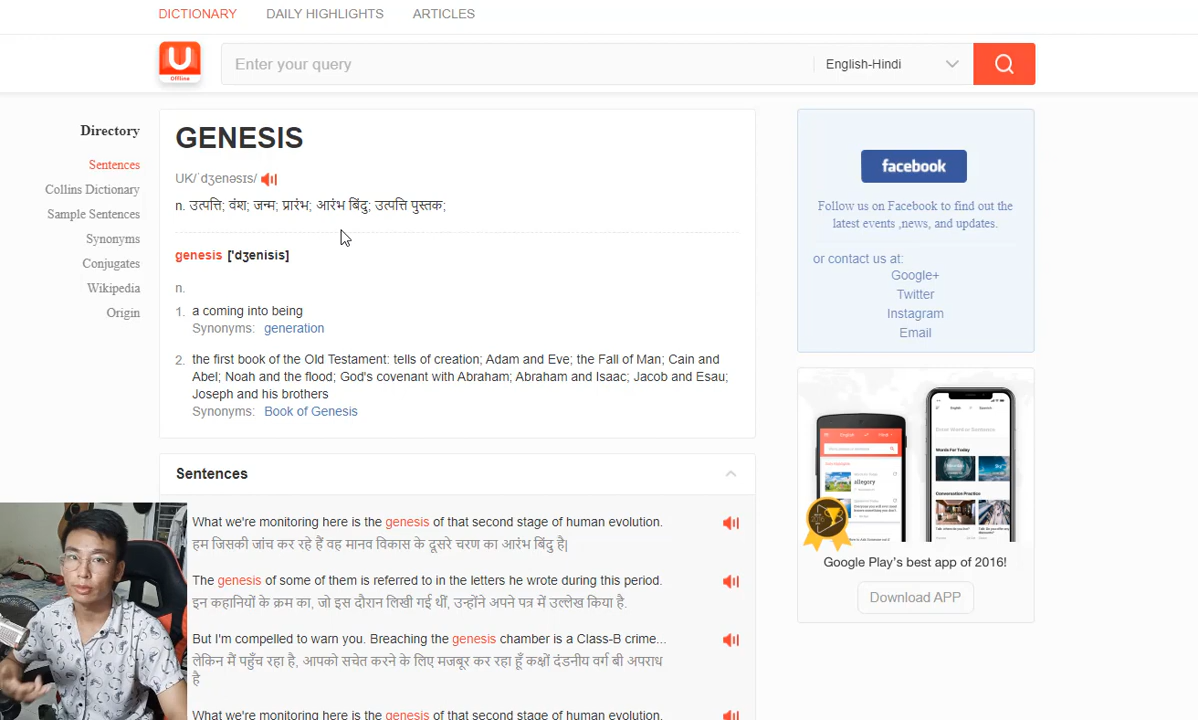 DICTIONARY DAILY HIGHLIGHTS ARTICLES
U
Offline
Enter your query
English-Hindi
Directory
Sentences
Collins Dictionary
Sample Sentences
Synonyms
Conjugates
Wikipedia
Origin
GENESIS
UK/ˈdʒenəsɪs/
n. उत्पत्ति; वंश; जन्म; प्रारंभ; आरंभ बिंदु; उत्पत्ति पुस्तक;
genesis ['dʒenisis]
n.
1. a coming into being
Synonyms: generation
2. the first book of the Old Testament: tells of creation; Adam and Eve; the Fall of Man; Cain and
Abel; Noah and the flood; God's covenant with Abraham; Abraham and Isaac; Jacob and Esau;
Joseph and his brothers
Synonyms: Book of Genesis
Sentences
What we're monitoring here is the genesis of that second stage of human evolution.
हम जिसकी जांच कर रहे हैं वह मानव विकास के दूसरे चरण का आरंभ बिंदु है|
The genesis of some of them is referred to in the letters he wrote during this period.
इन कहानियों के क्रम का, जो इस दौरान लिखी गई थीं, उन्होंने अपने पत्र में उल्लेख किया है.
But I'm compelled to warn you. Breaching the genesis chamber is a Class-B crime...
लेकिन मैं पहुँच रहा है, आपको सचेत करने के लिए मजबूर कर रहा हूँ कक्षों दंडनीय वर्ग बी अपराध
है
What we're monitoring here is the genesis of that second stage of human evolution.
facebook
Follow us on Facebook to find out the
latest events ,news, and updates.
or contact us at:
Google+
Twitter
Instagram
Email
Words For Today
Conversation Practice
allegory
Google Play's best app of 2016!
Download APP